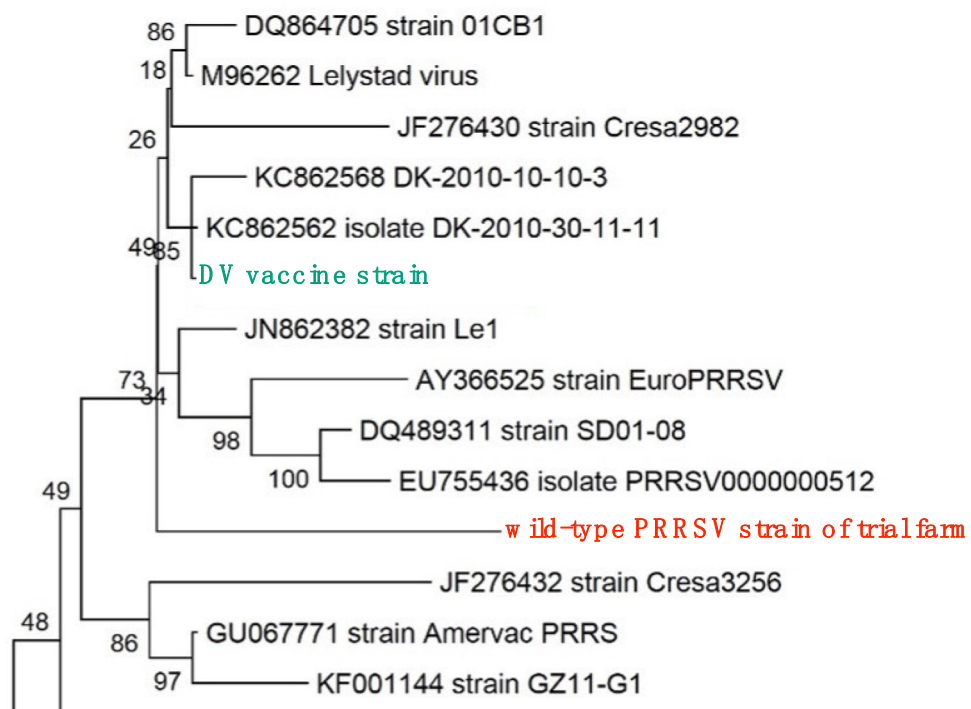 86
DQ864705 strain 01CB1
18
M96262 Lelystad virus
JF276430 strain Cresa2982
26
KC862568 DK-2010-10-10-3
KC862562 isolate DK-2010-30-11-11
49
85
DV vaccine strain
JN862382 strain Le1
73
34
AY366525 strain EuroPRRSV
98
DQ489311 strain SD01-08
100
EU755436 isolate PRRSV0000000512
49
wild-type PRRSV strain of trial farm
JF276432 strain Cresa3256
48
86
GU067771 strain Amervac PRRS
97
KF001144 strain GZ11-G1